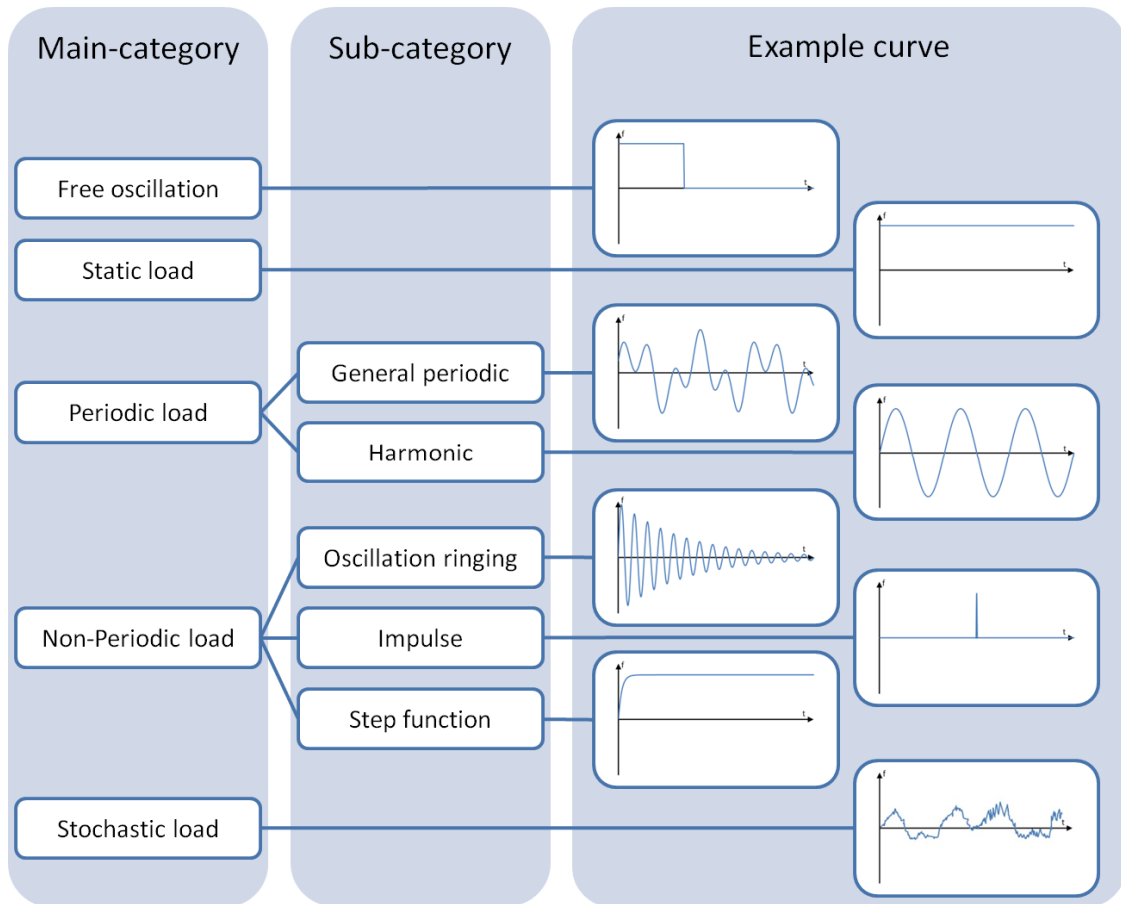 Main-category
Sub-category
Example curve
Free oscillation
f
t
Static load
f
t
Periodic load
General periodic
f
t
Harmonic
f
t
Non-Periodic load
Oscillation ringing
f
t
Impulse
f
t
Step function
f
t
Stochastic load
f
t